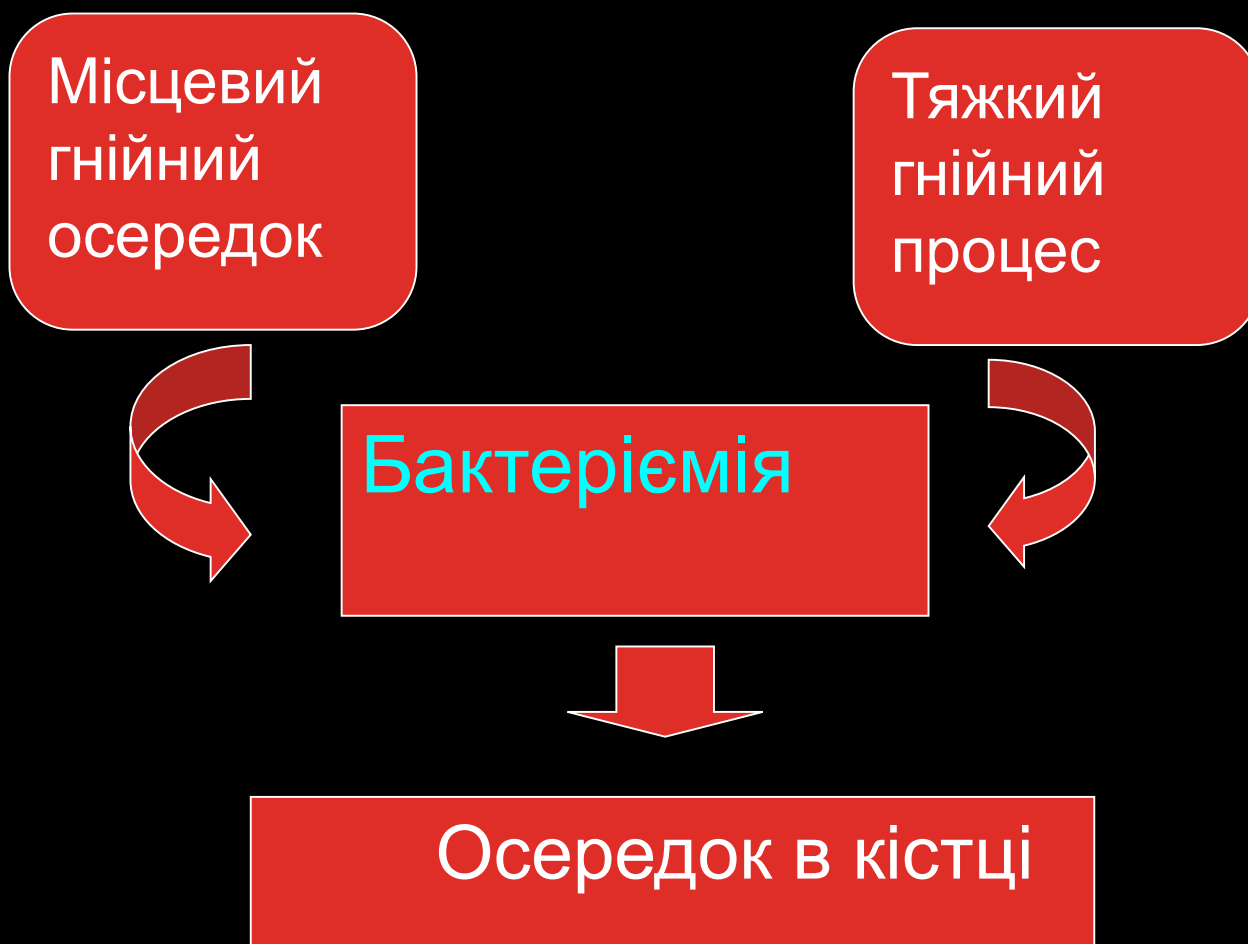 Місцевий
гнійний
осередок
Тяжкий
гнійний
процес
Бактеріємія
Осередок в кістці